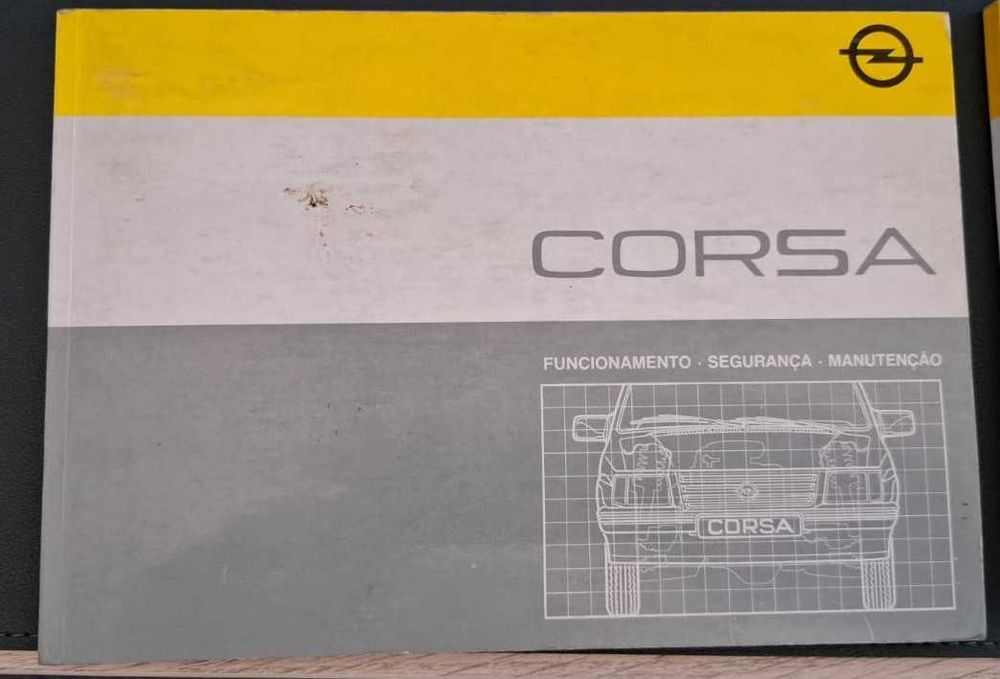 CORSA
FUNCIONAMENTO · SEGURANÇA · MANUTENÇÃO
CORSA